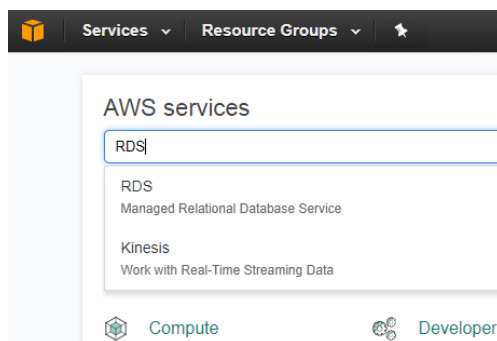 Services Resource Groups
AWS services
RDS
RDS
Managed Relational Database Service
Kinesis
Work with Real-Time Streaming Data
Compute Developer